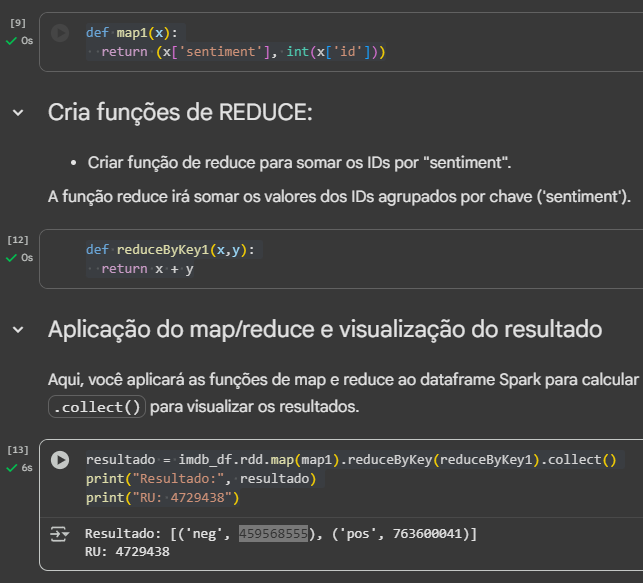 [9]
0s
def map1(x):
return (x['sentiment'], int(x['id']))
Cria funções de REDUCE:
• Criar função de reduce para somar os IDs por "sentiment".
A função reduce irá somar os valores dos IDs agrupados por chave ('sentiment').
[12]
0s
def reduceByKey1(x,y):
return x + y
Aplicação do map/reduce e visualização do resultado
Aqui, você aplicará as funções de map e reduce ao dataframe Spark para calcular
.collect() para visualizar os resultados.
[13]
6s
resultado = imdb_df.rdd.map(map1).reduceByKey(reduceByKey1).collect()
print("Resultado:", resultado)
print("RU: 4729438")
Resultado: [('neg', 459568555), ('pos', 763600041)]
RU: 4729438